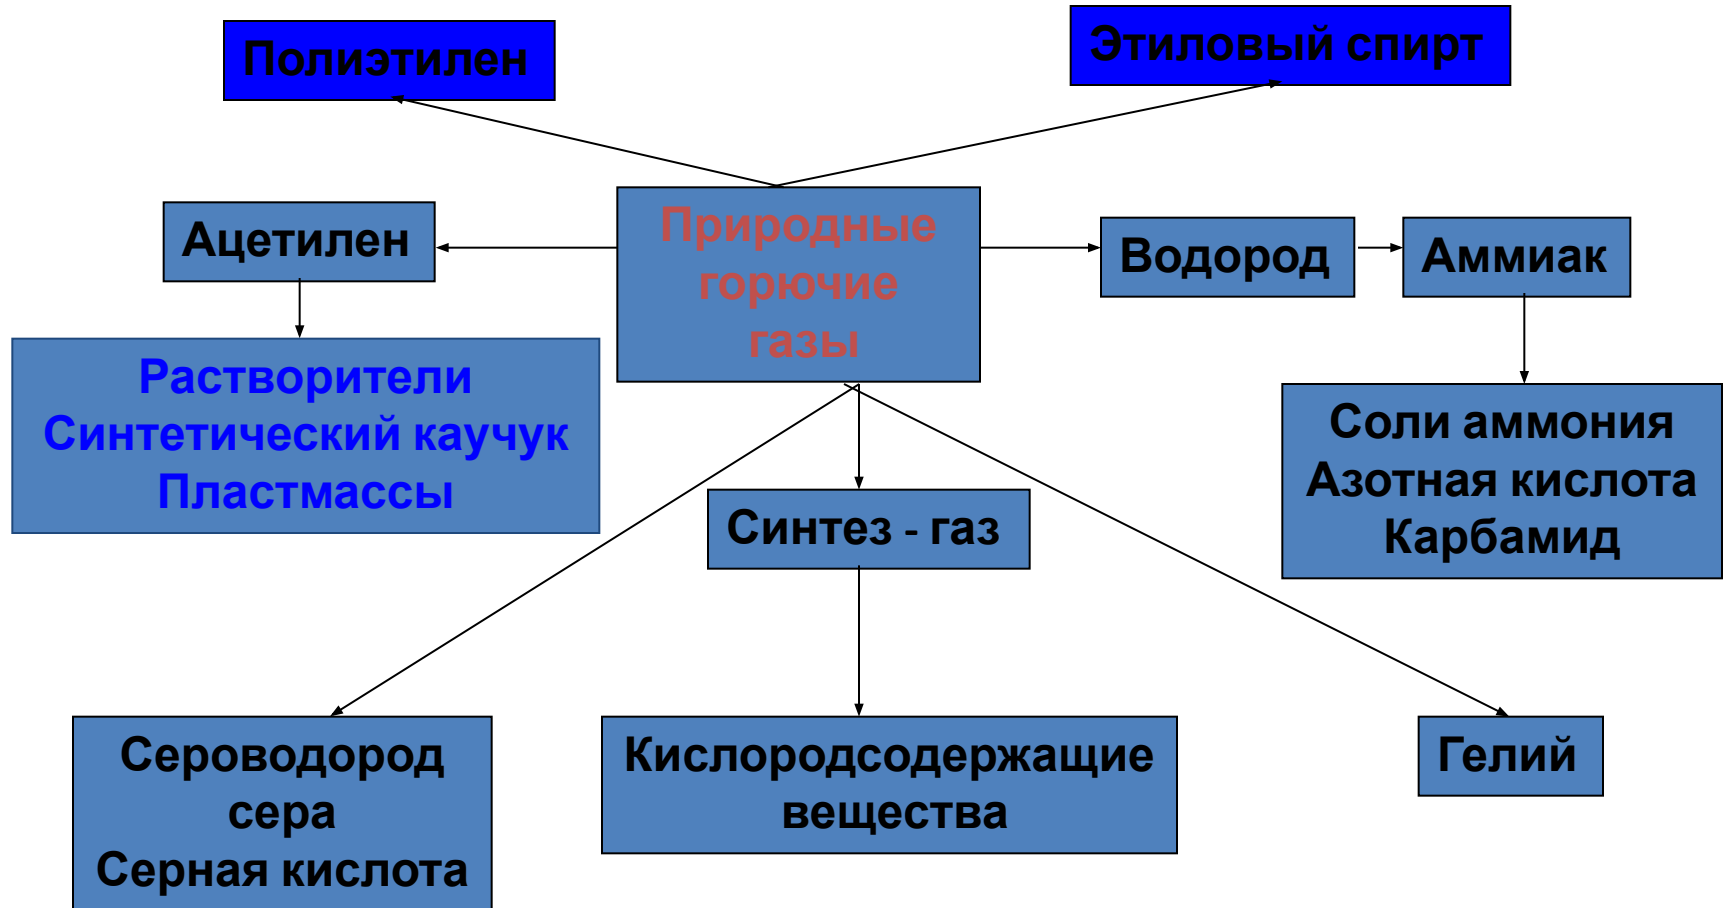 Полиэтилен
Этиловый спирт
Ацетилен
Природные
горючие
газы
Водород
Аммиак
Растворители
Синтетический каучук
Пластмассы
Соли аммония
Азотная кислота
Карбамид
Синтез - газ
Сероводород
сера
Серная кислота
Кислородсодержащие
вещества
Гелий